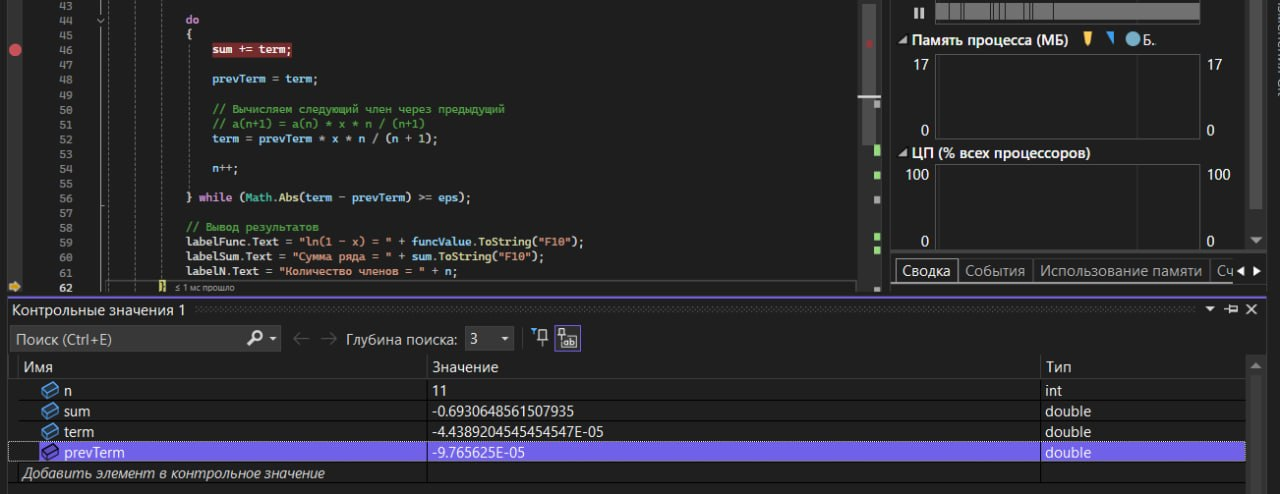 43
44 do
45 {
46 sum += term;
47
48 prevTerm = term;
49
50 // Вычисляем следующий член через предыдущий
51 // a(n+1) = a(n) * x * n / (n+1)
52 term = prevTerm * x * n / (n + 1);
53
54 n++;
55
56 } while (Math.Abs(term - prevTerm) >= eps);
57
58 // Вывод результатов
59 labelFunc.Text = "ln(1 - x) = " + funcValue.ToString("F10");
60 labelSum.Text = "Сумма ряда = " + sum.ToString("F10");
61 labelN.Text = "Количество членов = " + n;
62 } ≤ 1 мс прошло
Память процесса (МБ) Б..
17 17
0 0
ЦП (% всех процессоров)
100 100
0 0
Сводка События Использование памяти Сч
Контрольные значения 1
Поиск (Ctrl+E) Глубина поиска: 3
Имя Значение Тип
n 11 int
sum -0.6930648561507935 double
term -4.4389204545454547E-05 double
prevTerm -9.765625E-05 double
Добавить элемент в контрольное значение